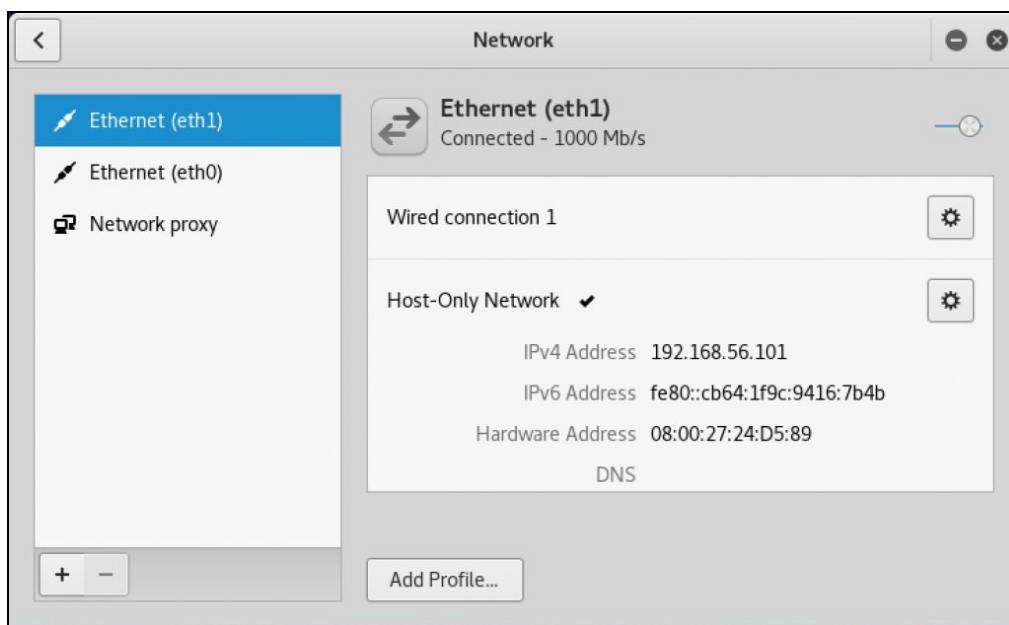 Network
Ethernet (eth1)
Ethernet (eth0)
Network proxy
Ethernet (eth1)
Connected - 1000 Mb/s
Wired connection 1
Host-Only Network ✔
IPv4 Address 192.168.56.101
IPv6 Address fe80::cb64:1f9c:9416:7b4b
Hardware Address 08:00:27:24:D5:89
DNS
+ −
Add Profile...